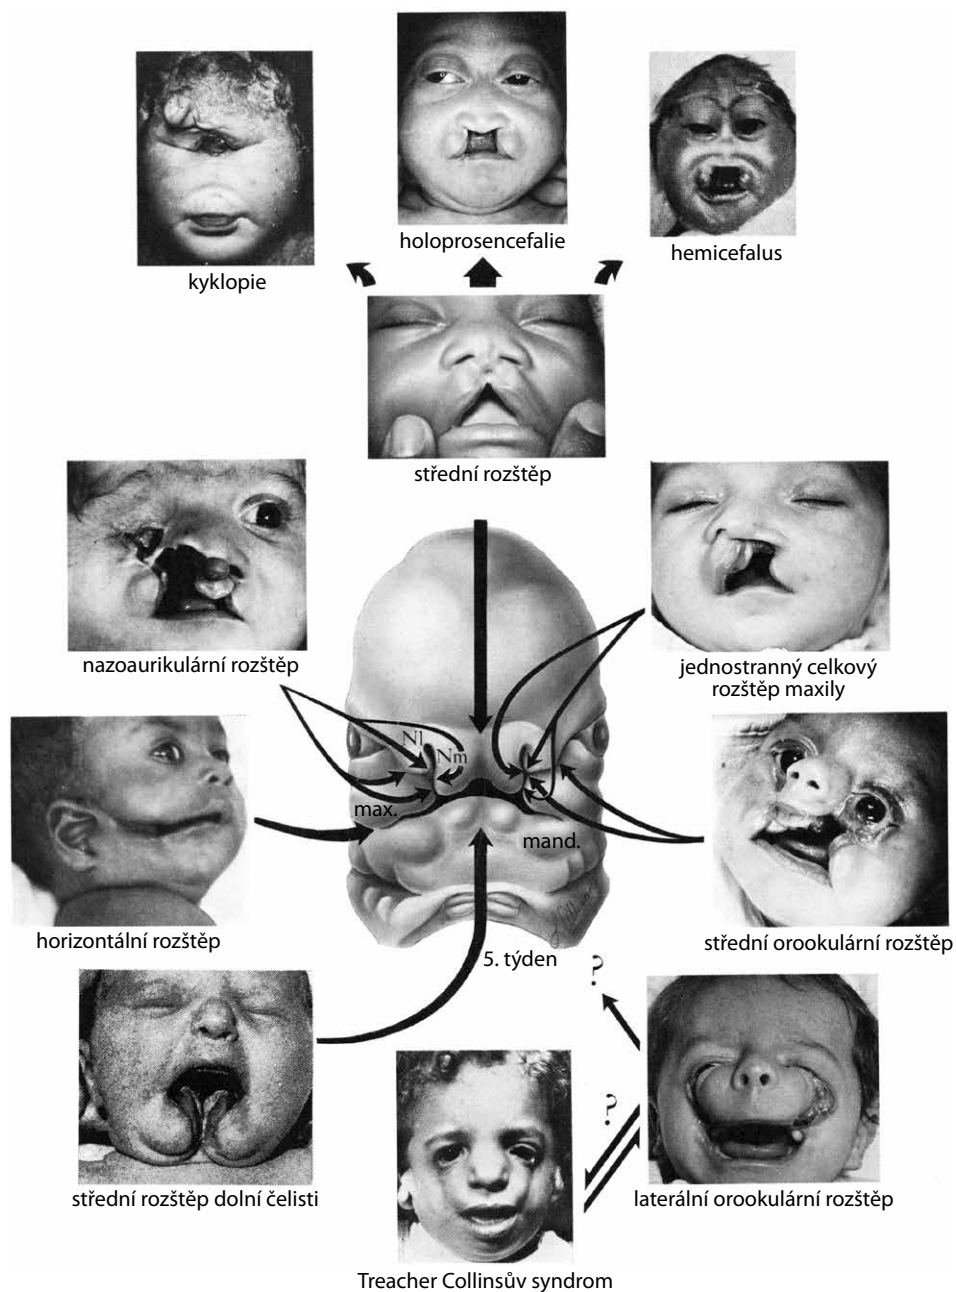 kyklopie
holoprosencefalie
hemicefalus
střední rozštěp
nazoaurikulární rozštěp
jednostranný celkový
rozštěp maxily
Nl
Nm
max.
mand.
horizontální rozštěp
střední orookulární rozštěp
5. týden
?
?
střední rozštěp dolní čelisti
laterální orookulární rozštěp
Treacher Collinsův syndrom